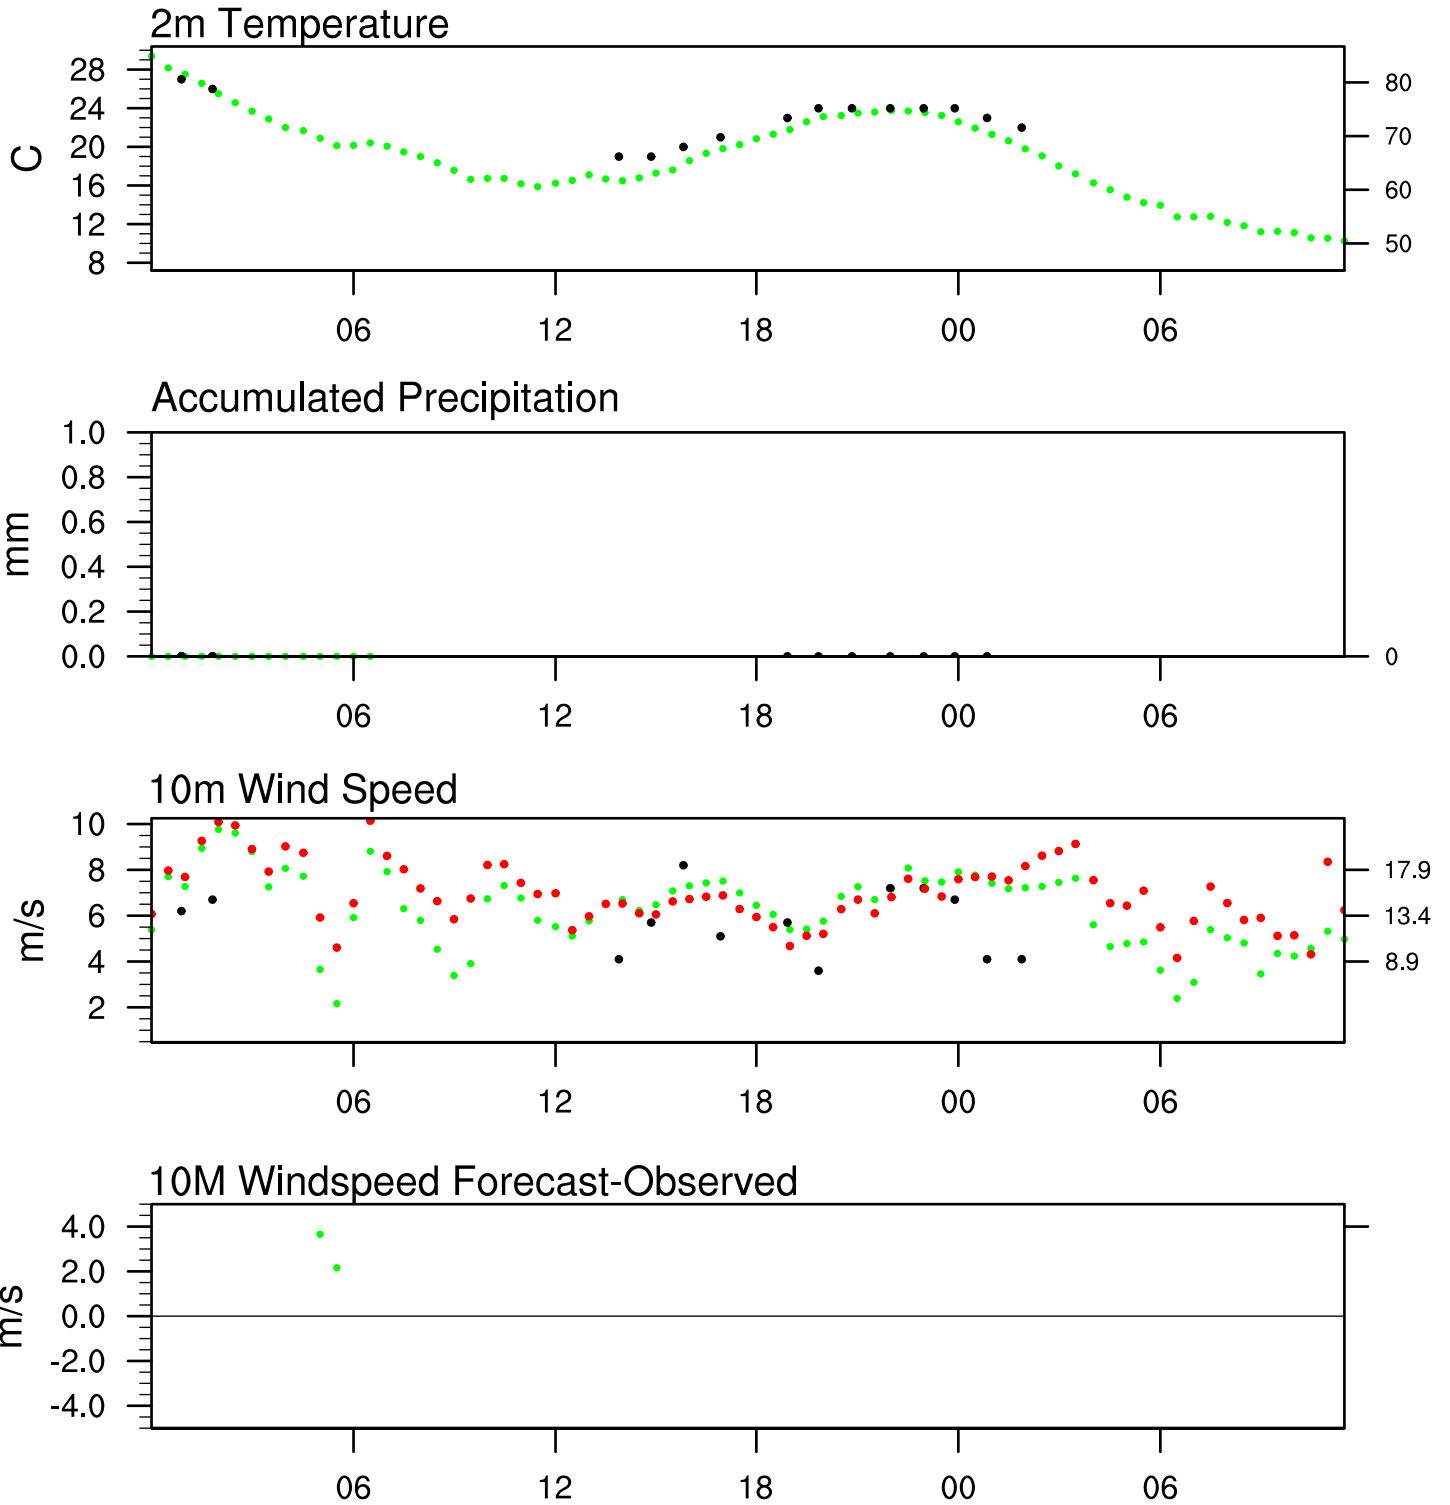 2m Temperature
28
24
20
16
12
8
C
80
70
60
50
06 12 18 00 06
Accumulated Precipitation
1.0
0.8
0.6
0.4
0.2
0.0
mm
0
06 12 18 00 06
10m Wind Speed
10
8
6
4
2
m/s
17.9
13.4
8.9
06 12 18 00 06
10M Windspeed Forecast-Observed
4.0
2.0
0.0
-2.0
-4.0
m/s
06 12 18 00 06